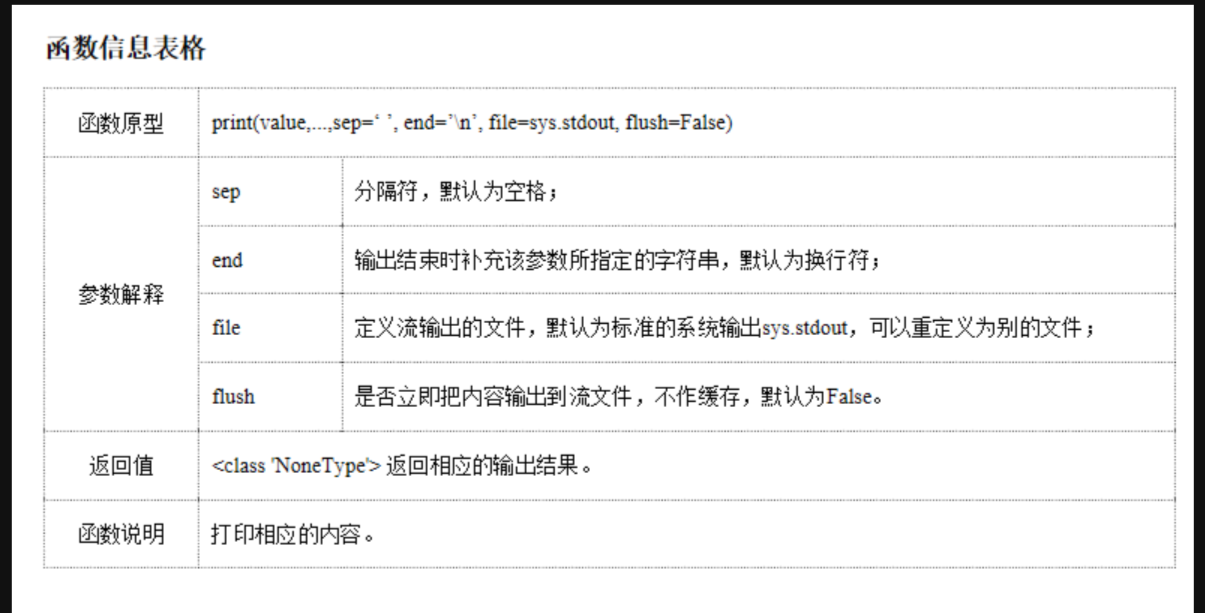 函数信息表格
函数原型
print(value,...,sep=‘ ’, end=’\n’, file=sys.stdout, flush=False)
参数解释
sep
分隔符，默认为空格；
end
输出结束时补充该参数所指定的字符串，默认为换行符；
file
定义流输出的文件，默认为标准的系统输出sys.stdout，可以重定义为别的文件；
flush
是否立即把内容输出到流文件，不作缓存，默认为False。
返回值
<class 'NoneType'> 返回相应的输出结果。
函数说明
打印相应的内容。